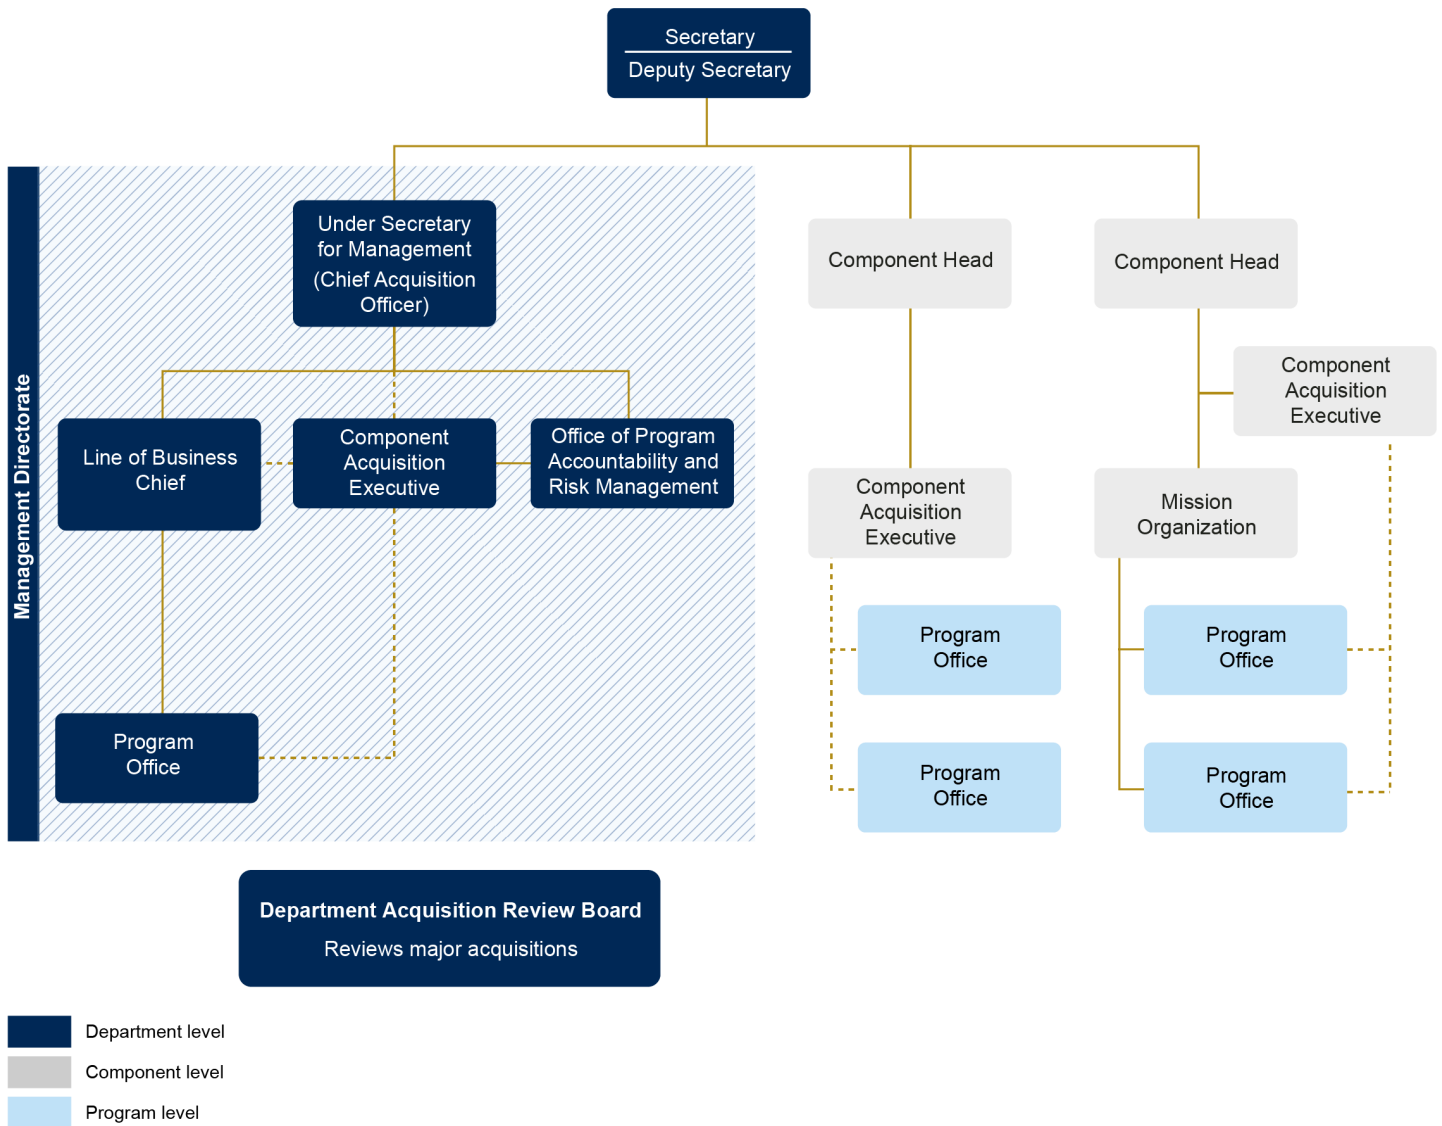 Secretary
Deputy Secretary
Management Directorate
Under Secretary
for Management
(Chief Acquisition
Officer)
Line of Business
Chief
Component
Acquisition
Executive
Office of Program
Accountability and
Risk Management
Program
Office
Component Head
Component
Acquisition
Executive
Program
Office
Program
Office
Component Head
Component
Acquisition
Executive
Mission
Organization
Program
Office
Program
Office
Department Acquisition Review Board
Reviews major acquisitions
Department level
Component level
Program level